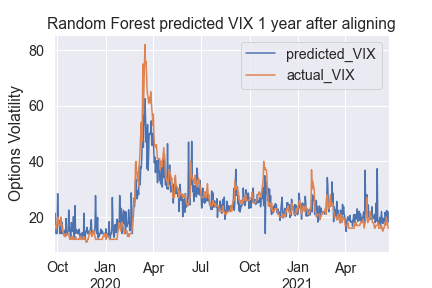 Random Forest predicted VIX 1 year after aligning
predicted_VIX
actual_VIX
Options Volatility
80
60
40
20
Oct Jan Apr Jul Oct Jan Apr
2020 2021